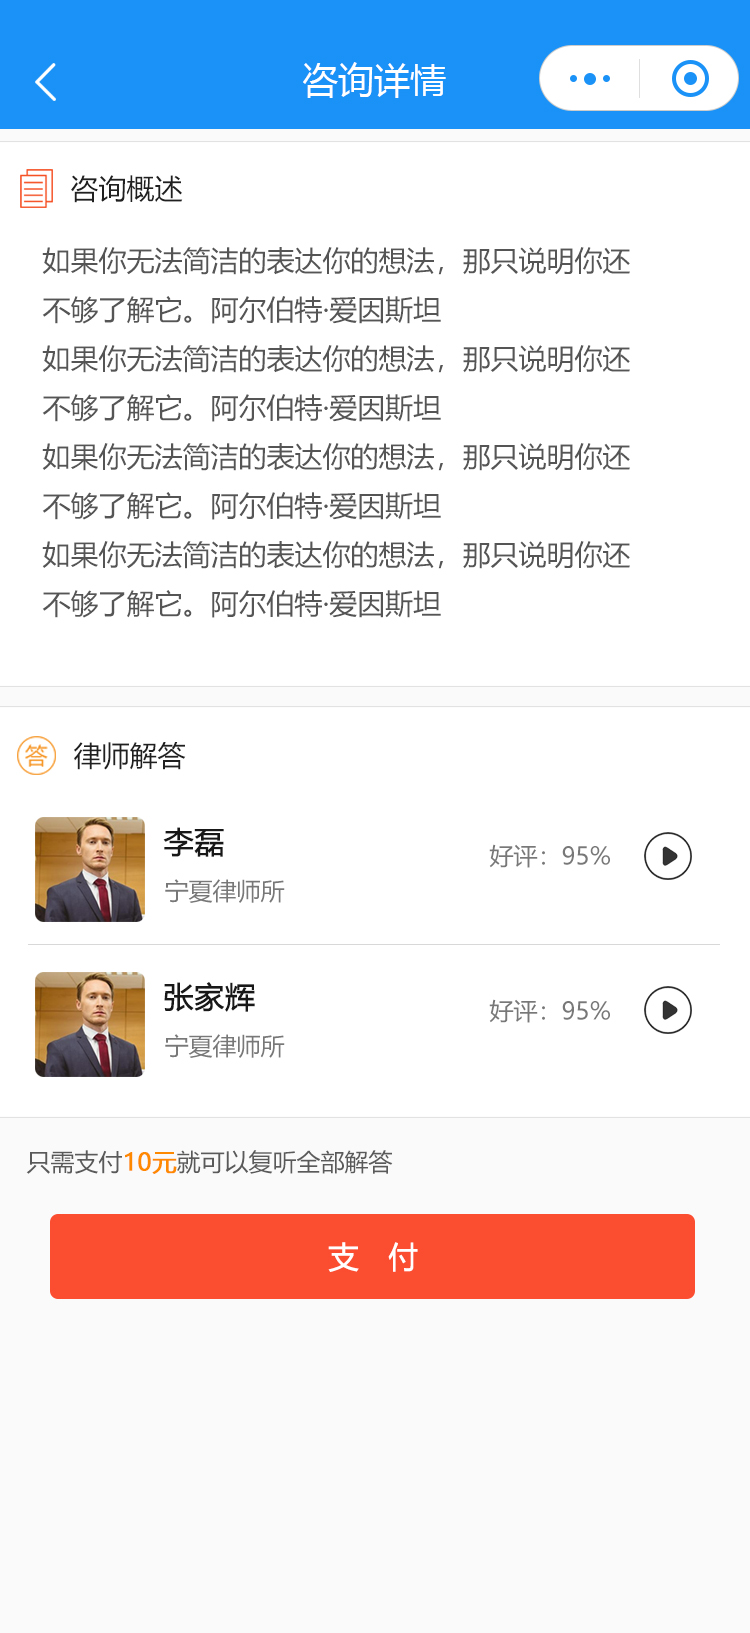 咨询详情
咨询概述
如果你无法简洁的表达你的想法，那只说明你还
不够了解它。阿尔伯特·爱因斯坦
如果你无法简洁的表达你的想法，那只说明你还
不够了解它。阿尔伯特·爱因斯坦
如果你无法简洁的表达你的想法，那只说明你还
不够了解它。阿尔伯特·爱因斯坦
如果你无法简洁的表达你的想法，那只说明你还
不够了解它。阿尔伯特·爱因斯坦
答 律师解答
李磊
宁夏律师所
好评：95%
张家辉
宁夏律师所
好评：95%
只需支付10元就可以复听全部解答
支 付